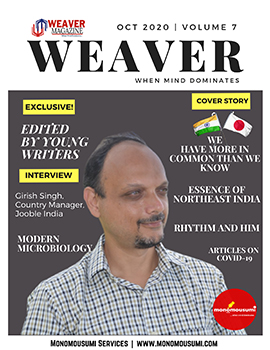 WEAVER
MAGAZINE
OCT 2020 | VOLUME 7
WEAVER
WHEN MIND DOMINATES
EXCLUSIVE!
EDITED
BY YOUNG
WRITERS
INTERVIEW
Girish Singh,
Country Manager,
Jooble India
MODERN
MICROBIOLOGY
COVER STORY
WE
HAVE MORE IN
COMMON THAN WE
KNOW
ESSENCE OF
NORTHEAST INDIA
RHYTHM AND HIM
ARTICLES ON
COVID-19
monomousumi
MONOMOUSUMI SERVICES | WWW.MONOMOUSUMI.COM